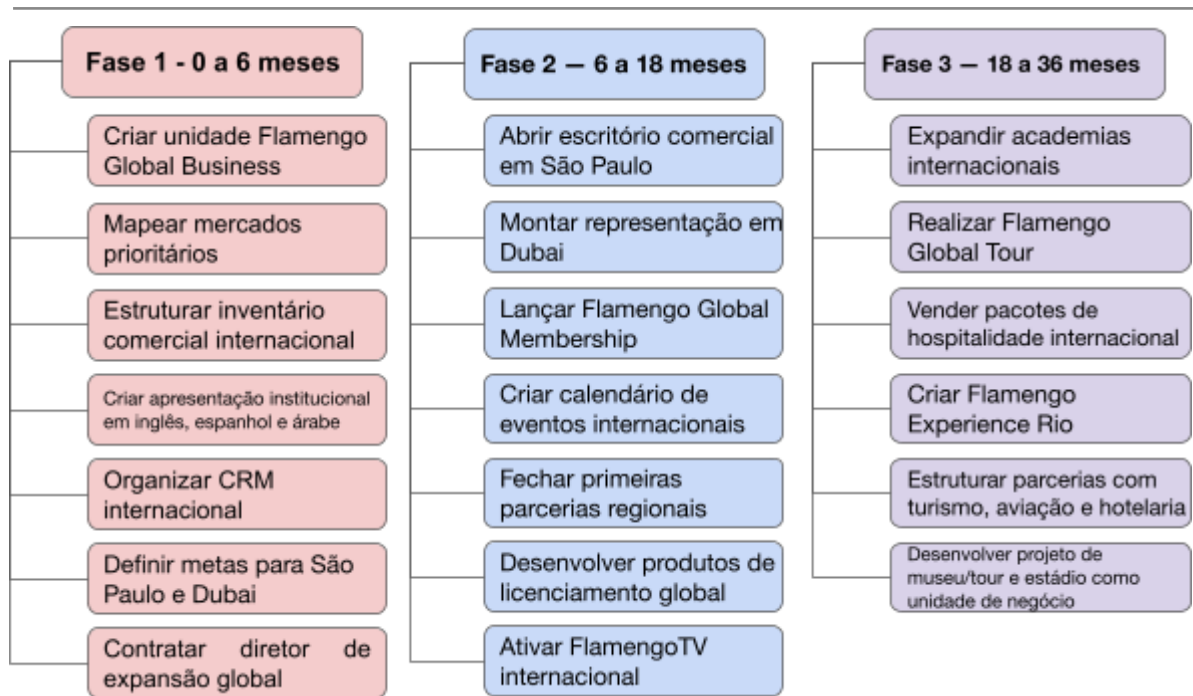 Fase 1 - 0 a 6 meses
Criar unidade Flamengo
Global Business
Mapear mercados
prioritários
Estruturar inventário
comercial internacional
Criar apresentação institucional
em inglês, espanhol e árabe
Organizar CRM
internacional
Definir metas para São
Paulo e Dubai
Contratar diretor de
expansão global
Fase 2 — 6 a 18 meses
Abrir escritório comercial
em São Paulo
Montar representação em
Dubai
Lançar Flamengo Global
Membership
Criar calendário de
eventos internacionais
Fechar primeiras
parcerias regionais
Desenvolver produtos de
licenciamento global
Ativar FlamengoTV
internacional
Fase 3 — 18 a 36 meses
Expandir academias
internacionais
Realizar Flamengo
Global Tour
Vender pacotes de
hospitalidade internacional
Criar Flamengo
Experience Rio
Estruturar parcerias com
turismo, aviação e hotelaria
Desenvolver projeto de
museu/tour e estádio como
unidade de negócio